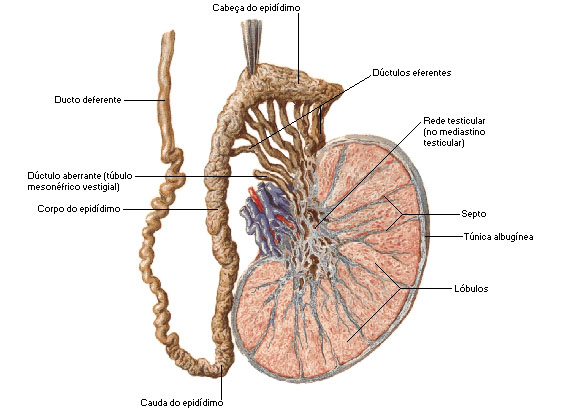 Cabeça do epidídimo
Dúctulos eferentes
Ducto deferente
Rede testicular
(no mediastino
testicular)
Dúctulo aberrante (túbulo
mesonéfrico vestigial)
Corpo do epidídimo
Septo
Túnica albugínea
Lóbulos
Cauda do epidídimo